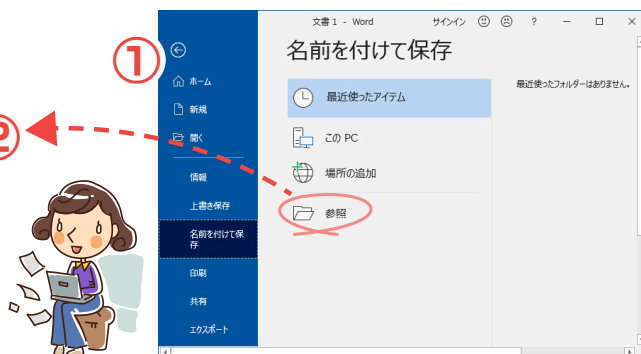 文書 1 - Word
サインイン
?
①
名前を付けて保存
ホーム
新規
開く
情報
上書き保存
名前を付けて保
存
印刷
共有
エクスポート
最近使ったアイテム
この PC
場所の追加
参照
最近使ったフォルダーはありません。
②